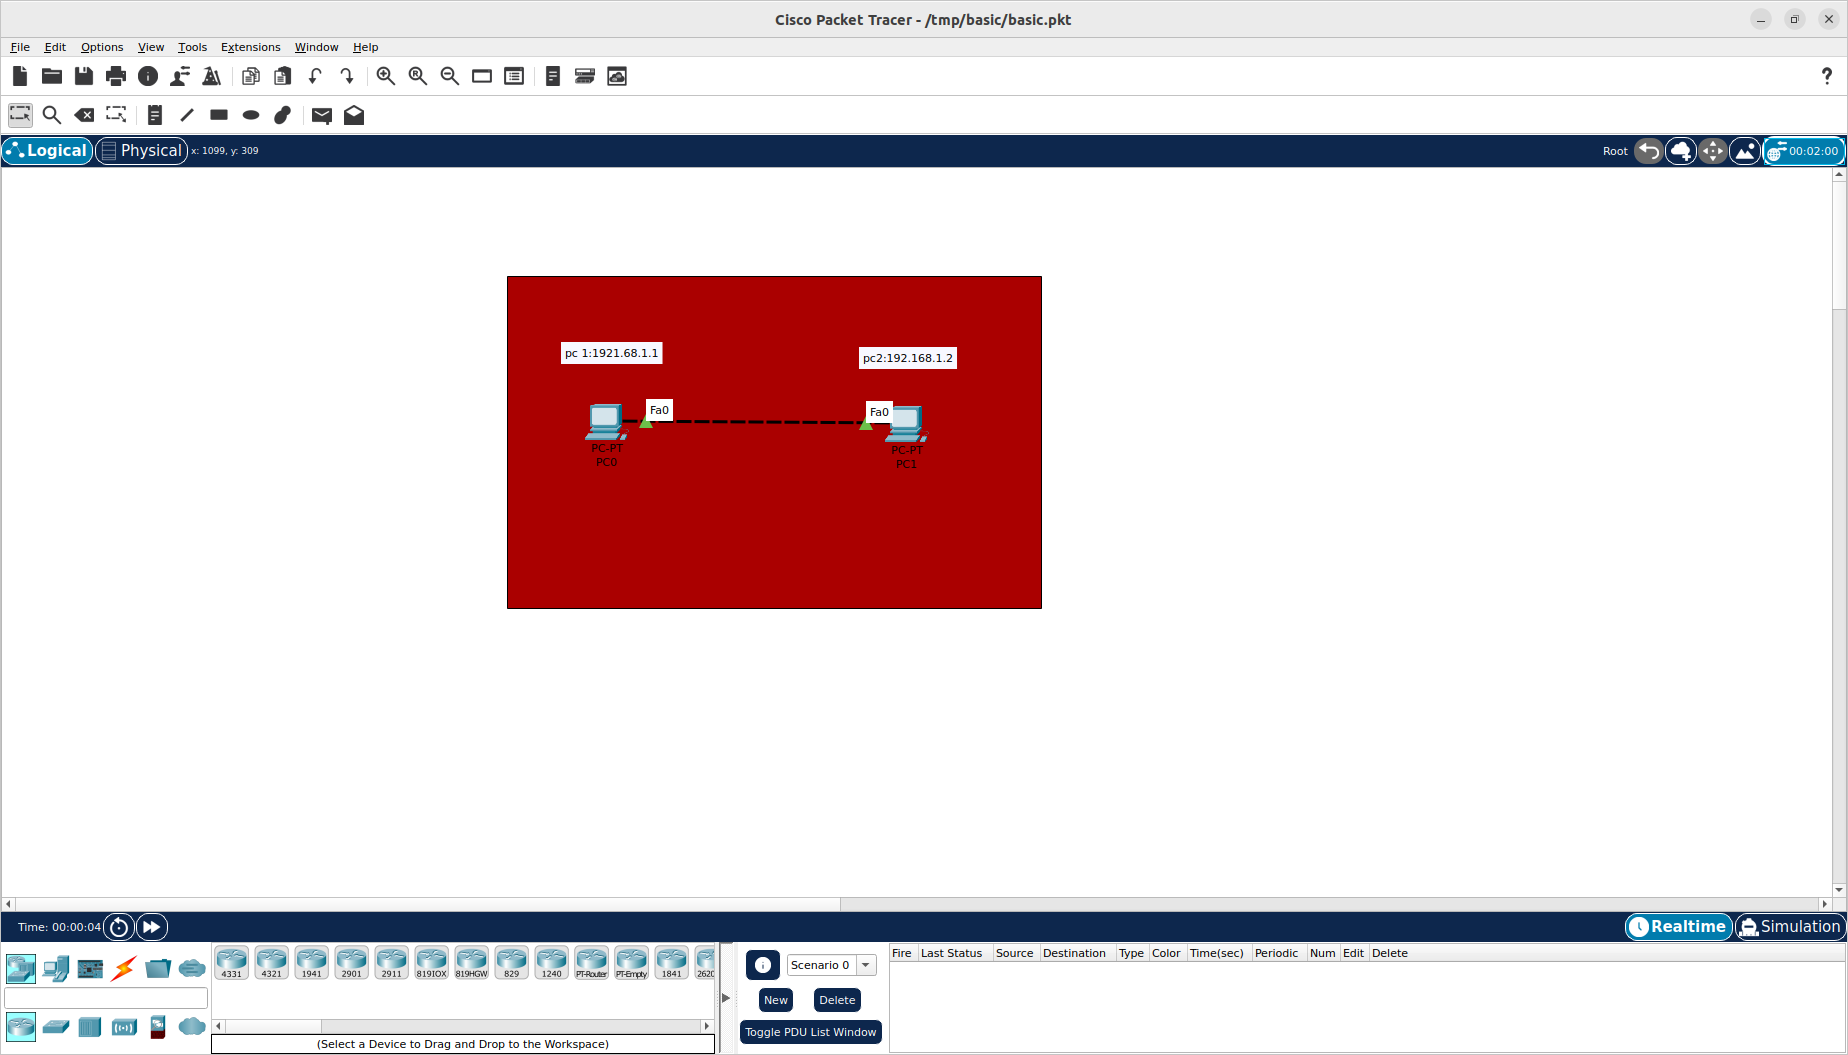 Cisco Packet Tracer - /tmp/basic/basic.pkt
File Edit Options View Tools Extensions Window Help
Logical Physical x: 1099, y: 309 Root 00:02:00
pc 1:1921.68.1.1
pc2:192.168.1.2
Fa0 Fa0
PC-PT
PC0
PC-PT
PC1
Time: 00:00:04 Realtime Simulation
4331 4321 1941 2901 2911 819IOX 819HGW 829 1240 PT-Router PT-Empty 1841
(Select a Device to Drag and Drop to the Workspace)
Scenario 0
New Delete
Toggle PDU List Window
Fire Last Status Source Destination Type Color Time(sec) Periodic Num Edit Delete